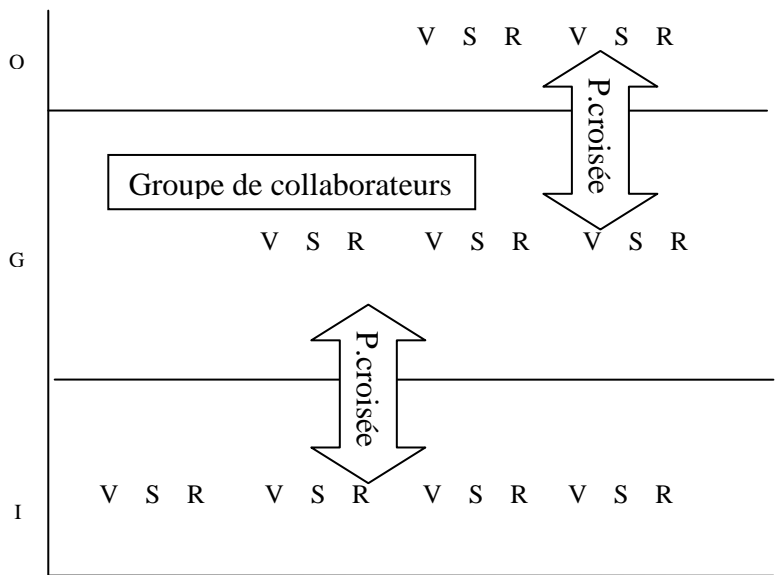 V S R V S R
O
P.croisée
Groupe de collaborateurs
V S R V S R V S R
G
P.croisée
V S R V S R V S R V S R
I